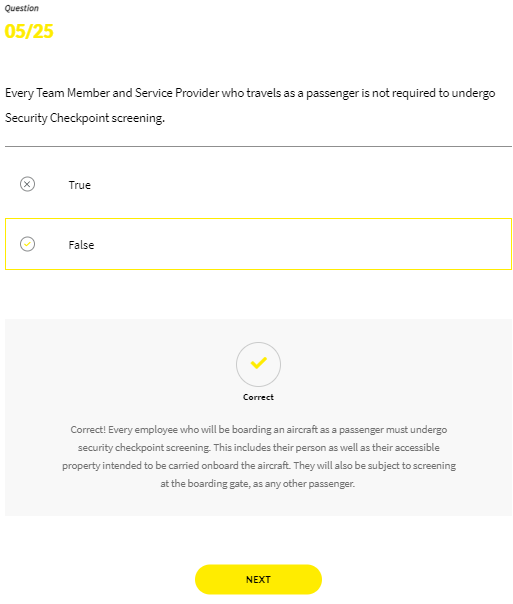 Question
05/25
Every Team Member and Service Provider who travels as a passenger is not required to undergo
Security Checkpoint screening.
True
False
Correct
Correct! Every employee who will be boarding an aircraft as a passenger must undergo
security checkpoint screening. This includes their person as well as their accessible
property intended to be carried onboard the aircraft. They will also be subject to screening
at the boarding gate, as any other passenger.
NEXT